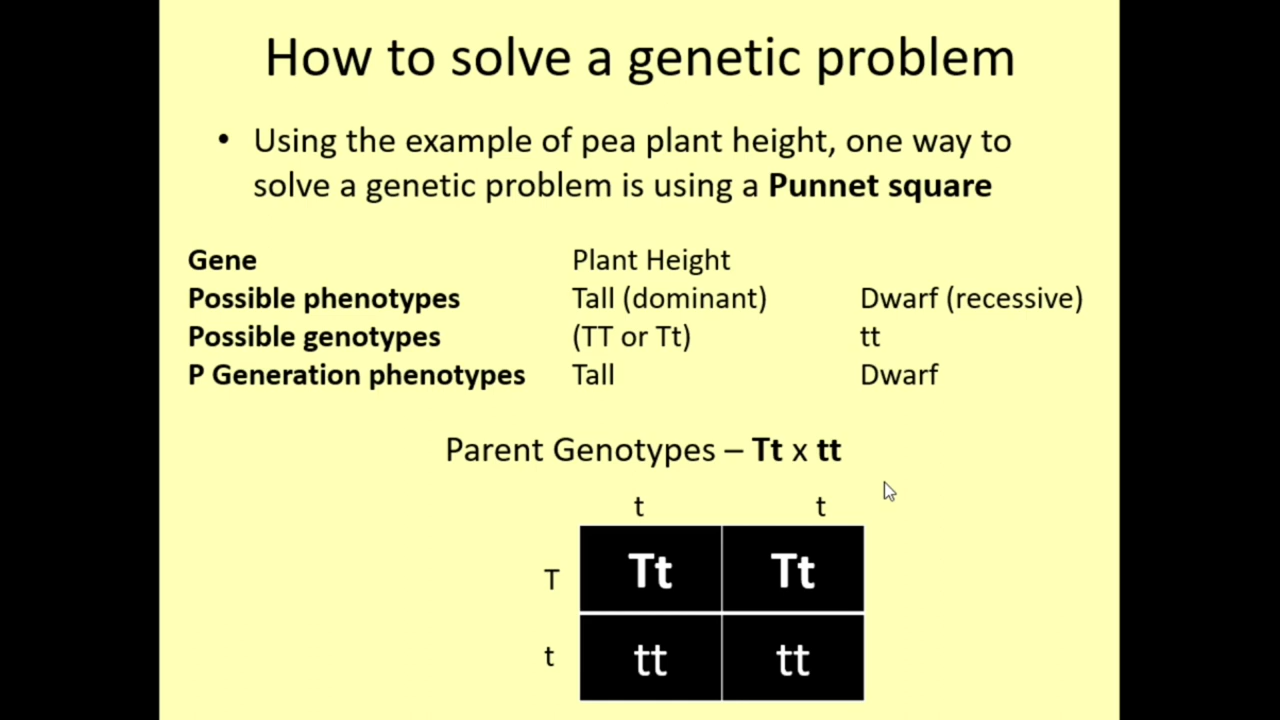 How to solve a genetic problem
• Using the example of pea plant height, one way to
solve a genetic problem is using a Punnet square
Gene Plant Height
Possible phenotypes Tall (dominant) Dwarf (recessive)
Possible genotypes (TT or Tt) tt
P Generation phenotypes Tall Dwarf
Parent Genotypes – Tt x tt
t t
T Tt Tt
t tt tt